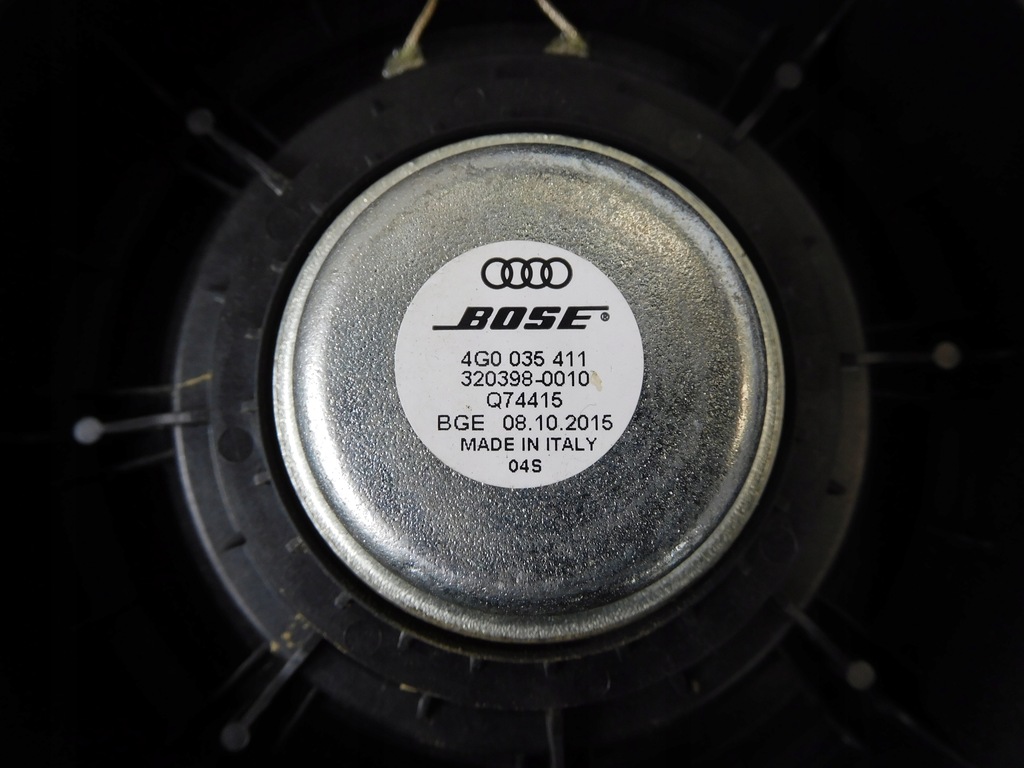 BOSE®
4G0 035 411
320398-0010
Q74415
BGE 08.10.2015
MADE IN ITALY
04S